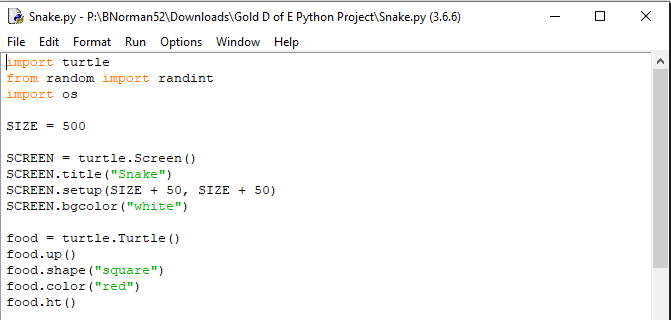 Snake.py - P:\BNorman52\Downloads\Gold D of E Python Project\Snake.py (3.6.6)
File Edit Format Run Options Window Help
import turtle
from random import randint
import os
SIZE = 500
SCREEN = turtle.Screen()
SCREEN.title("Snake")
SCREEN.setup(SIZE + 50, SIZE + 50)
SCREEN.bgcolor("white")
food = turtle.Turtle()
food.up()
food.shape("square")
food.color("red")
food.ht()